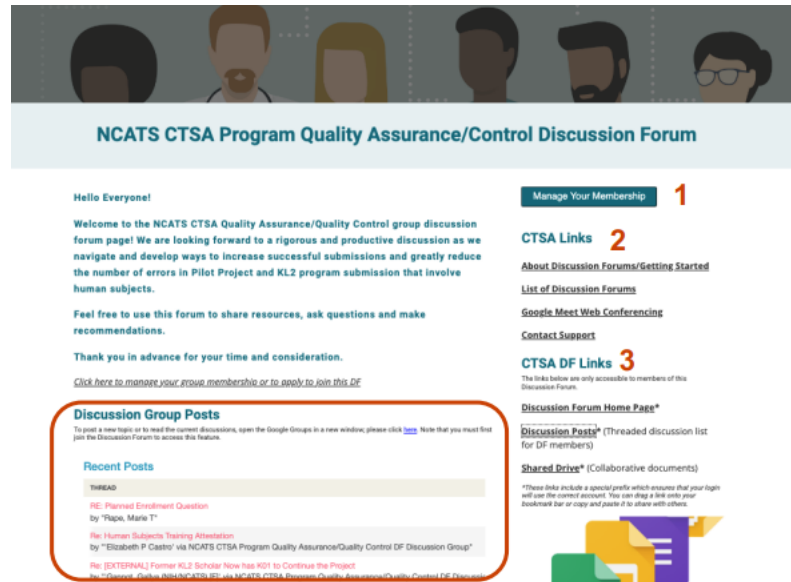 NCATS CTSA Program Quality Assurance/Control Discussion Forum
Hello Everyone!
Welcome to the NCATS CTSA Quality Assurance/Quality Control group discussion
forum page! We are looking forward to a rigorous and productive discussion as we
navigate and develop ways to increase successful submissions and greatly reduce
the number of errors in Pilot Project and KL2 program submission that involve
human subjects.
Feel free to use this forum to share resources, ask questions and make
recommendations.
Thank you in advance for your time and consideration.
Click here to manage your group membership or to apply to join this DF
Discussion Group Posts
To post a new topic or to read the current discussions, open the Google Groups in a new window; please click here. Note that you must first
join the Discussion Forum to access this feature.
Recent Posts
THREAD
RE: Planned Enrollment Question
by "Rape, Marie T"
Re: Human Subjects Training Attestation
by "'Elizabeth P Castro' via NCATS CTSA Program Quality Assurance/Quality Control DF Discussion Group"
Re: [EXTERNAL] Former KL2 Scholar Now has K01 to Continue the Project
(NIH/NCATS) via NCATS CTSA Program Quality Assurance/Quality Control DF
Manage Your Membership 1
CTSA Links 2
About Discussion Forums/Getting Started
List of Discussion Forums
Google Meet Web Conferencing
Contact Support
CTSA DF Links 3
The links below are only accessible to members of this
Discussion Forum.
Discussion Forum Home Page*
Discussion Posts* (Threaded discussion list
for DF members)
Shared Drive* (Collaborative documents)
*These links include a special prefix which ensures that your login
will use the correct account. You can drag a link onto your
bookmark bar or copy and paste it to share with others.